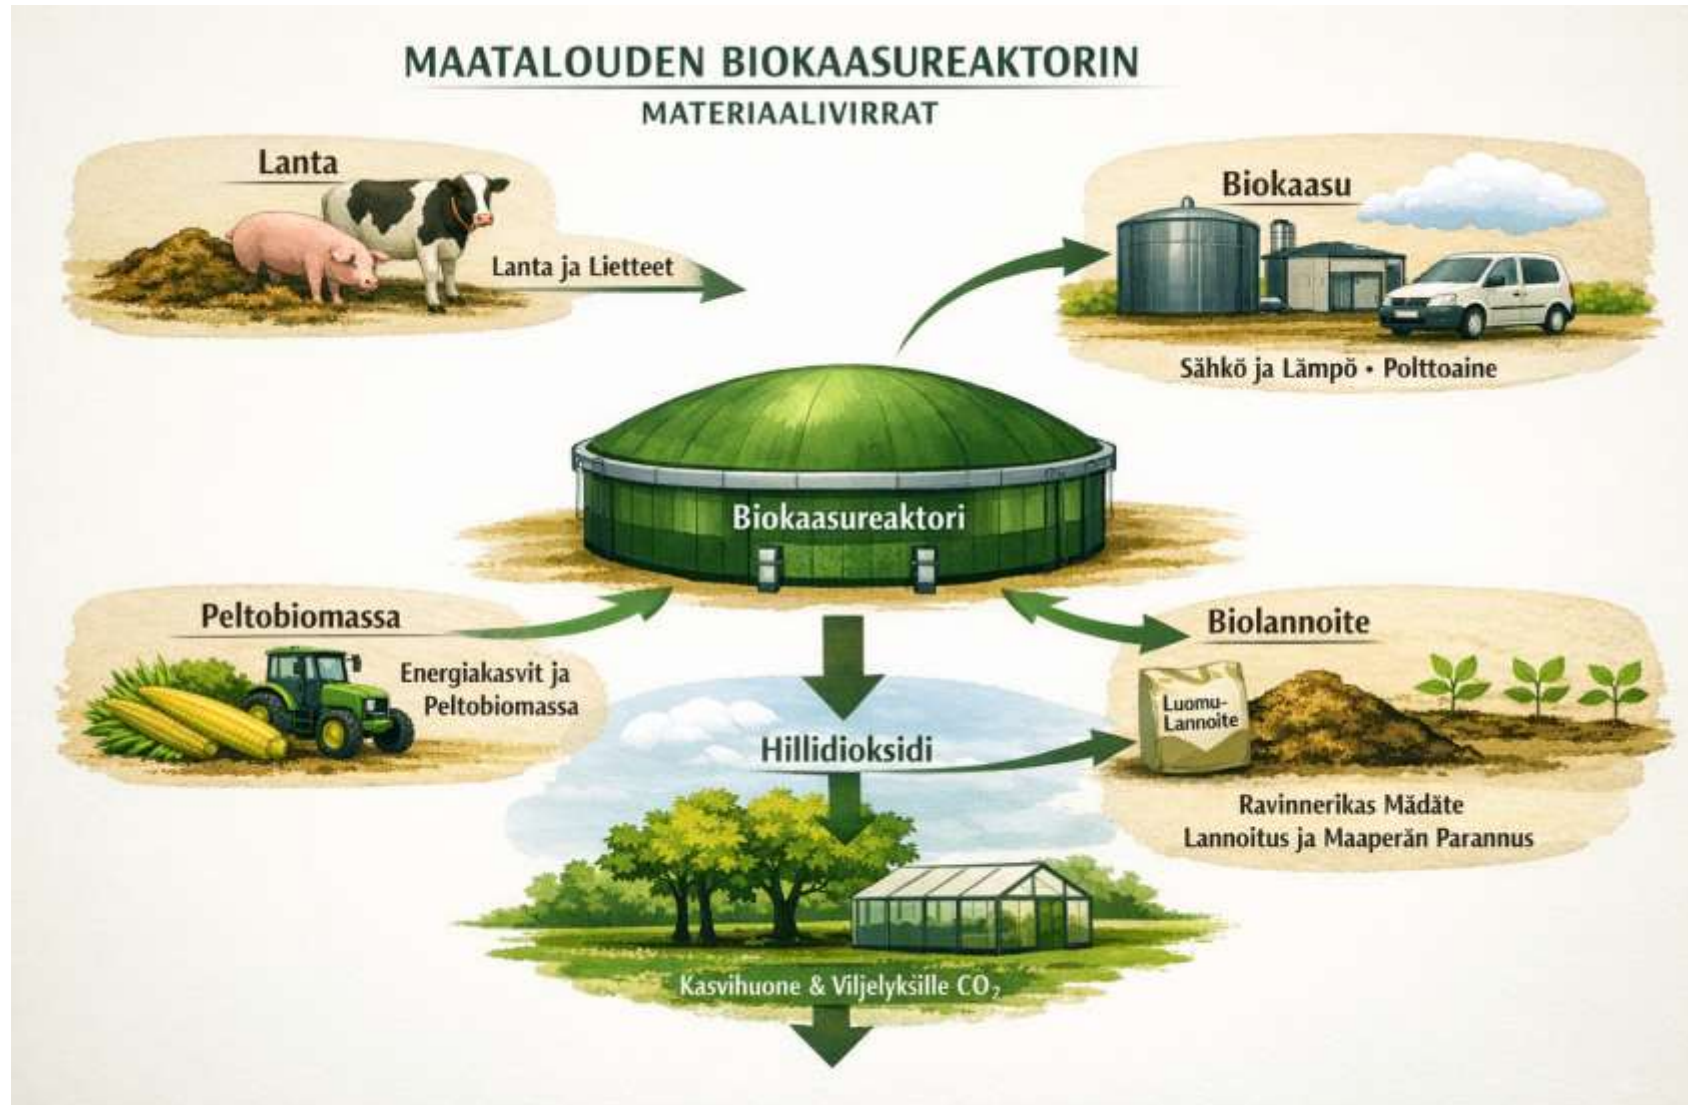 MAATALOUDEN BIOKAASUREAKTORIN
MATERIAALIVIRRAT
Lanta
Lanta ja Lietteet
Biokaasu
Sähkö ja Lämpö • Polttoaine
Biokaasureaktori
Peltobiomassa
Energiakasvit ja
Peltobiomassa
Biolannoite
Luomu-
Lannoite
Ravinnerikas Mädäte
Lannoitus ja Maaperän Parannus
Hillidioksidi
Kasvihuone & Viljelyksille CO₂